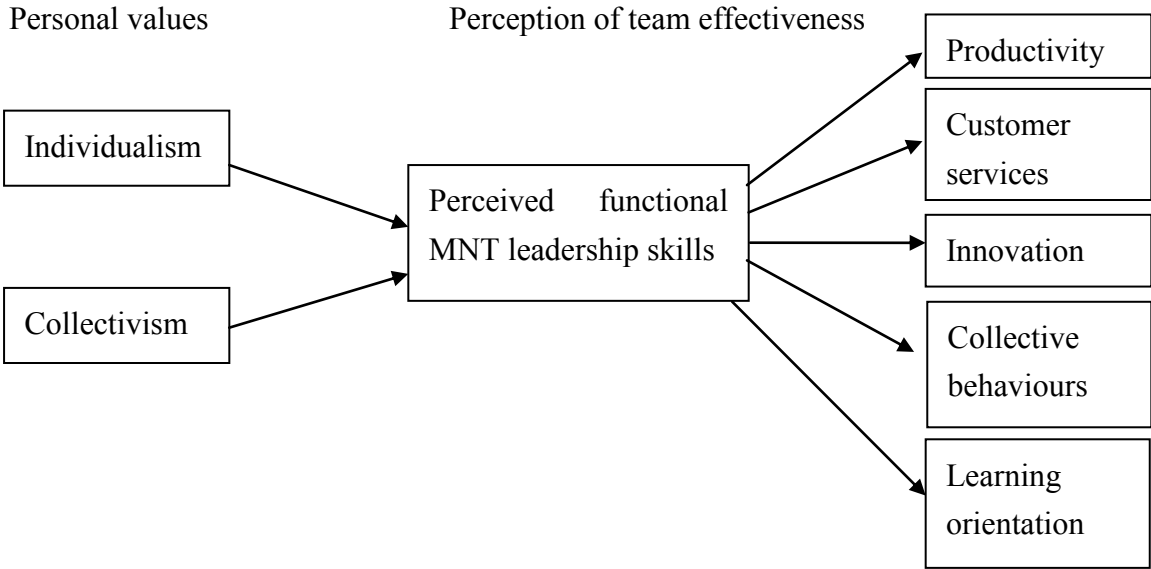 Personal values
Perception of team effectiveness
Individualism
Collectivism
Perceived functional
MNT leadership skills
Productivity
Customer
services
Innovation
Collective
behaviours
Learning
orientation